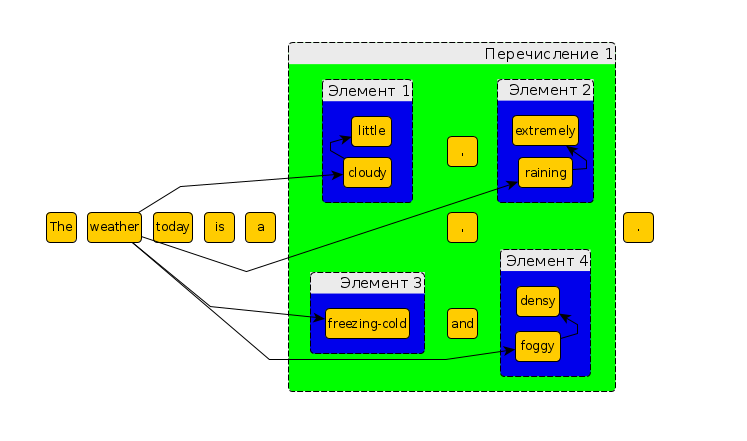 Перечисление 1
Элемент 1
little
cloudy
,
Элемент 2
extremely
raining
The weather today is a
,
.
Элемент 3
freezing-cold
and
Элемент 4
densy
foggy